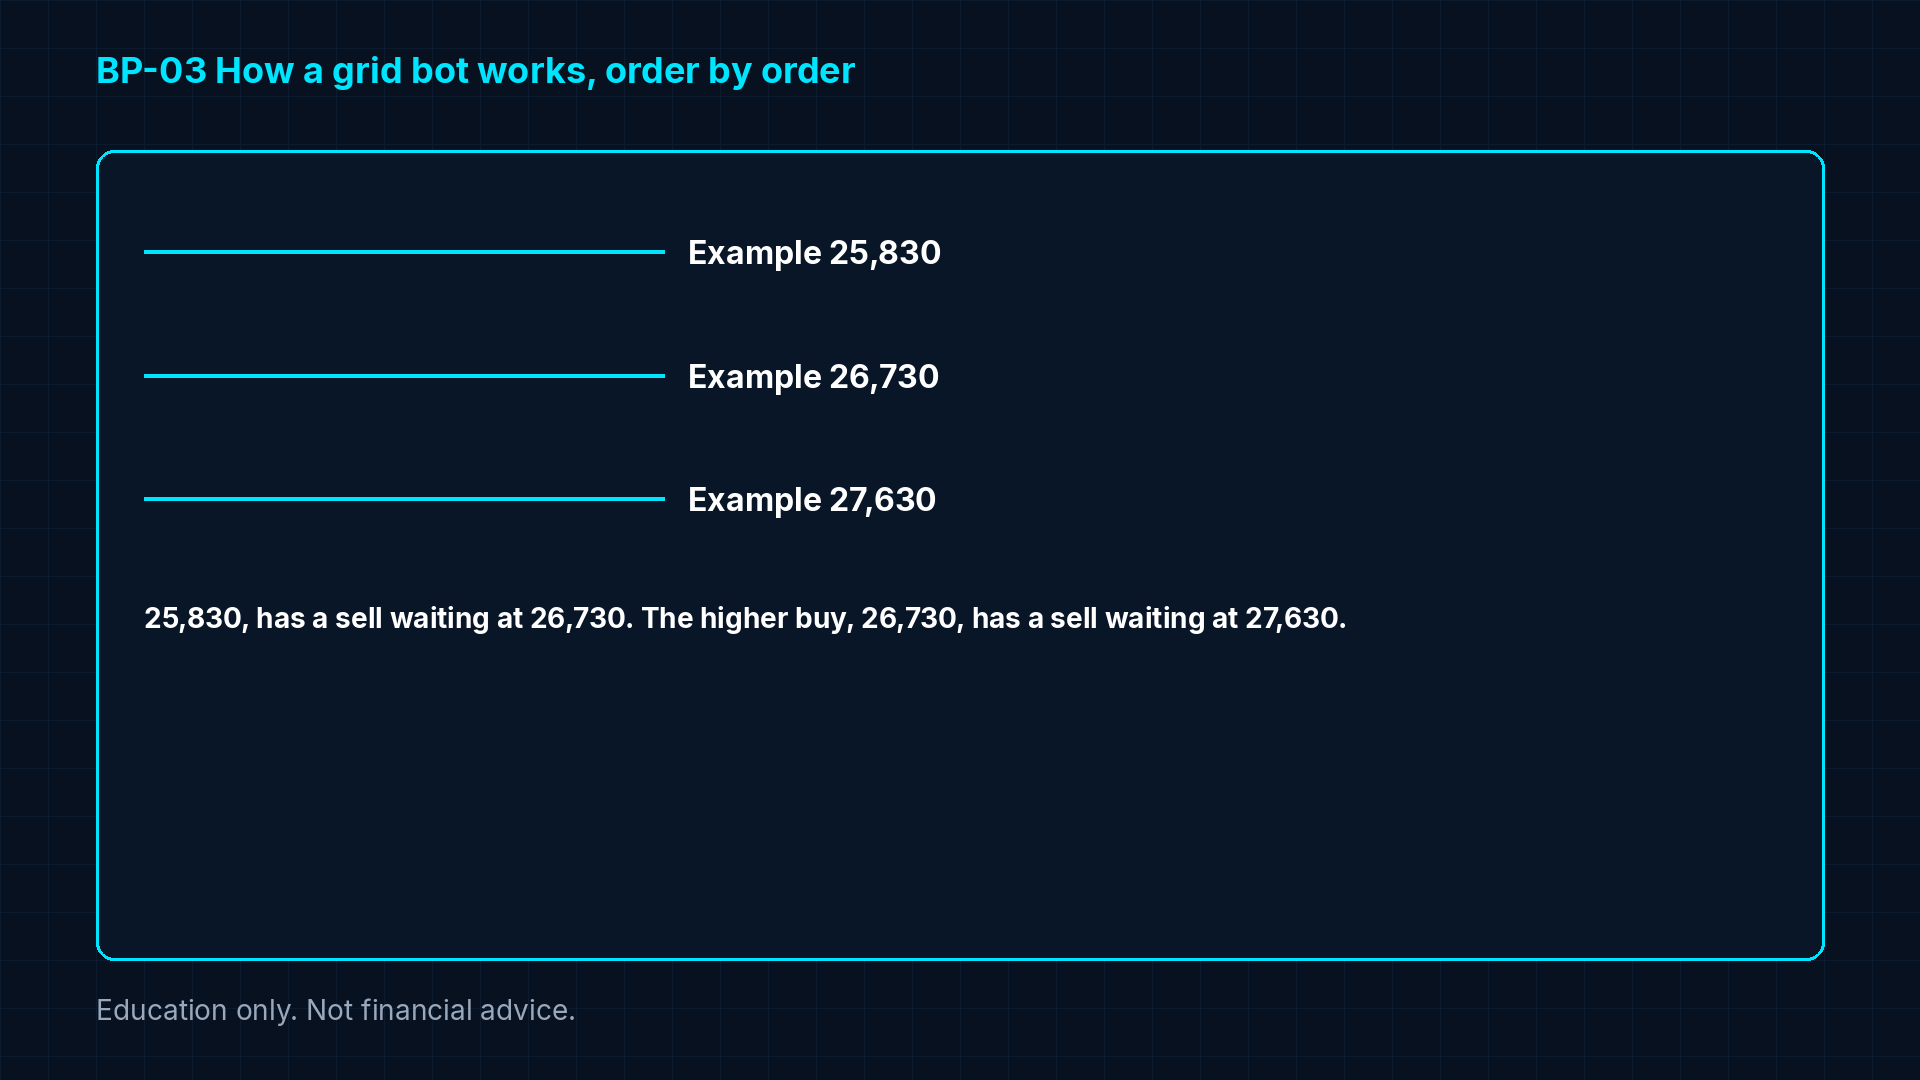 BP-03 How a grid bot works, order by order
Example 25,830
Example 26,730
Example 27,630
25,830, has a sell waiting at 26,730. The higher buy, 26,730, has a sell waiting at 27,630.
Education only. Not financial advice.